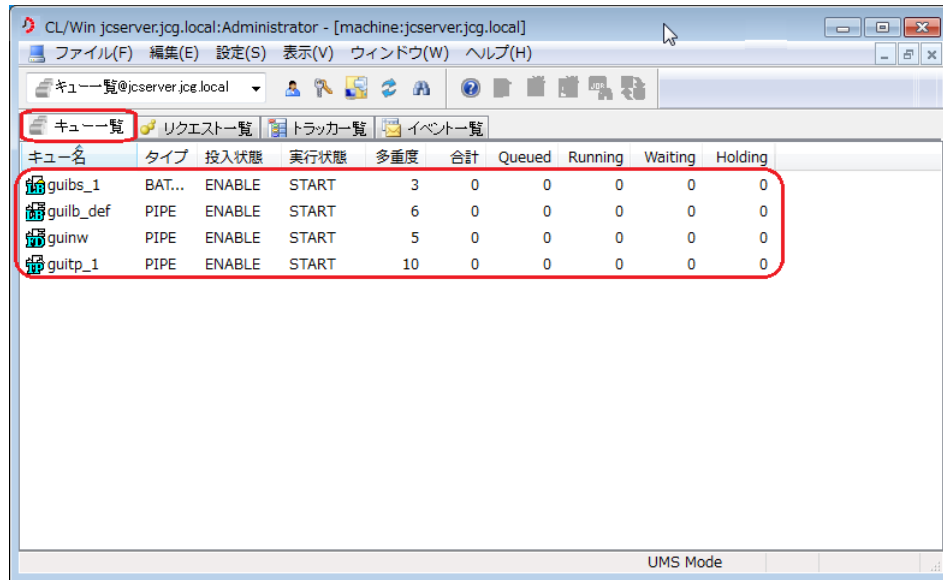 CL/Win jcserver.jcg.local:Administrator - [machine:jcserver.jcg.local]
ファイル(F) 編集(E) 設定(S) 表示(V) ウィンドウ(W) ヘルプ(H)
キュー一覧@jcserver.jcg.local
キュー一覧 リクエスト一覧 トラッカ一覧 イベント一覧
キュー名 タイプ 投入状態 実行状態 多重度 合計 Queued Running Waiting Holding
guibs_1 BAT... ENABLE START 3 0 0 0 0 0
guilb_def PIPE ENABLE START 6 0 0 0 0 0
guinw PIPE ENABLE START 5 0 0 0 0 0
guitp_1 PIPE ENABLE START 10 0 0 0 0 0
UMS Mode